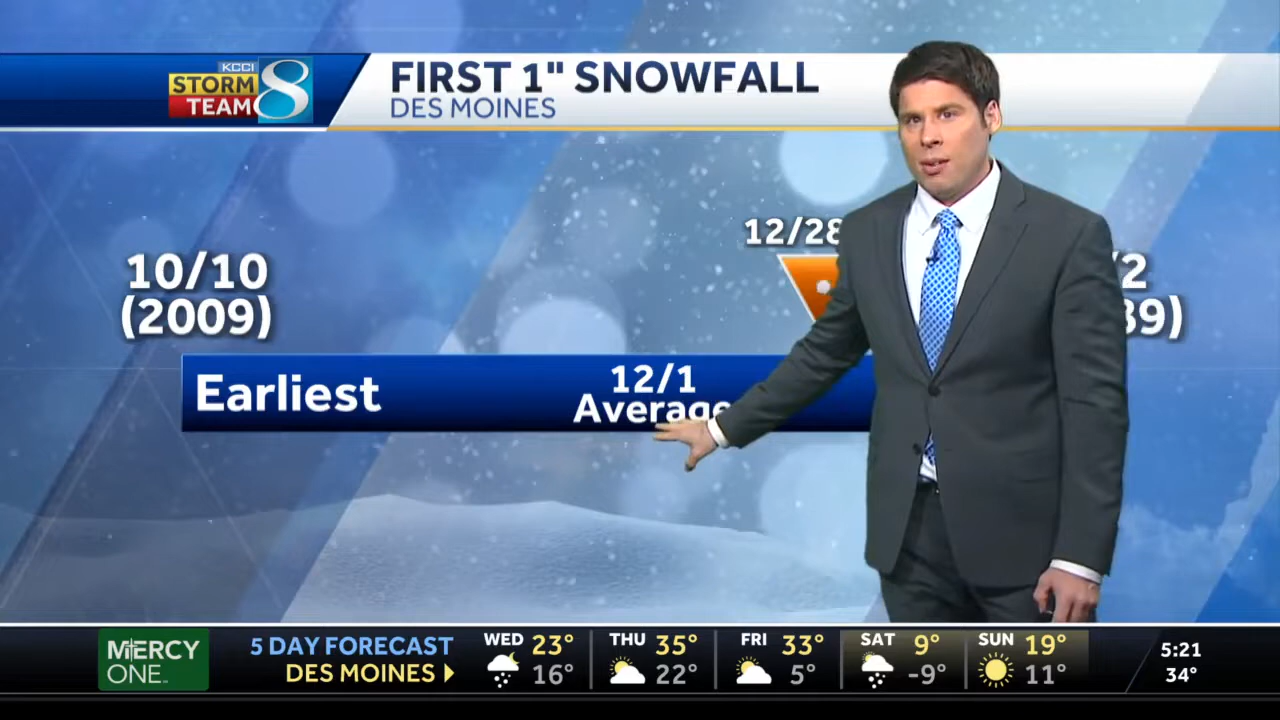 KCCI
STORM
TEAM 8
FIRST 1" SNOWFALL
DES MOINES
10/10
(2009)
12/28
/2
39)
Earliest
12/1
Average
MERCY
ONE
5 DAY FORECAST
DES MOINES
WED 23° 16°
THU 35° 22°
FRI 33° 5°
SAT 9° -9°
SUN 19° 11°
5:21
34°